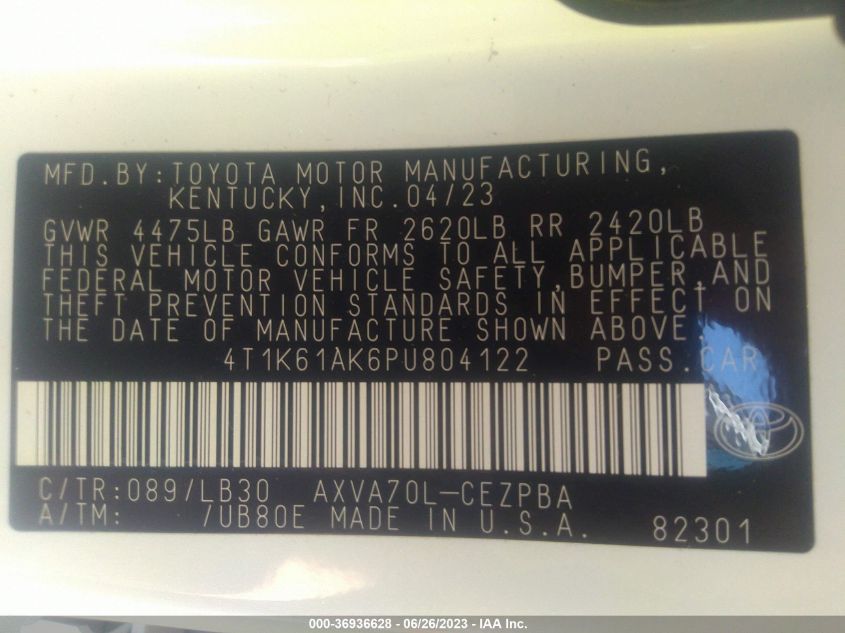 MFD.BY:TOYOTA MOTOR MANUFACTURING,
KENTUCKY,INC.04/23
GVWR 4475LB GAWR FR 2620LB RR 2420LB
THIS VEHICLE CONFORMS TO ALL APPLICABLE
FEDERAL MOTOR VEHICLE SAFETY,BUMPER,AND
THEFT PREVENTION STANDARDS IN EFFECT ON
THE DATE OF MANUFACTURE SHOWN ABOVE.
4T1K61AK6PU804122 PASS.CAR
C/TR:089/LB30 AXVA70L-CEZPBA
A/TM: /UB80E MADE IN U.S.A. 82301
000-36936628 - 06/26/2023 - IAA Inc.